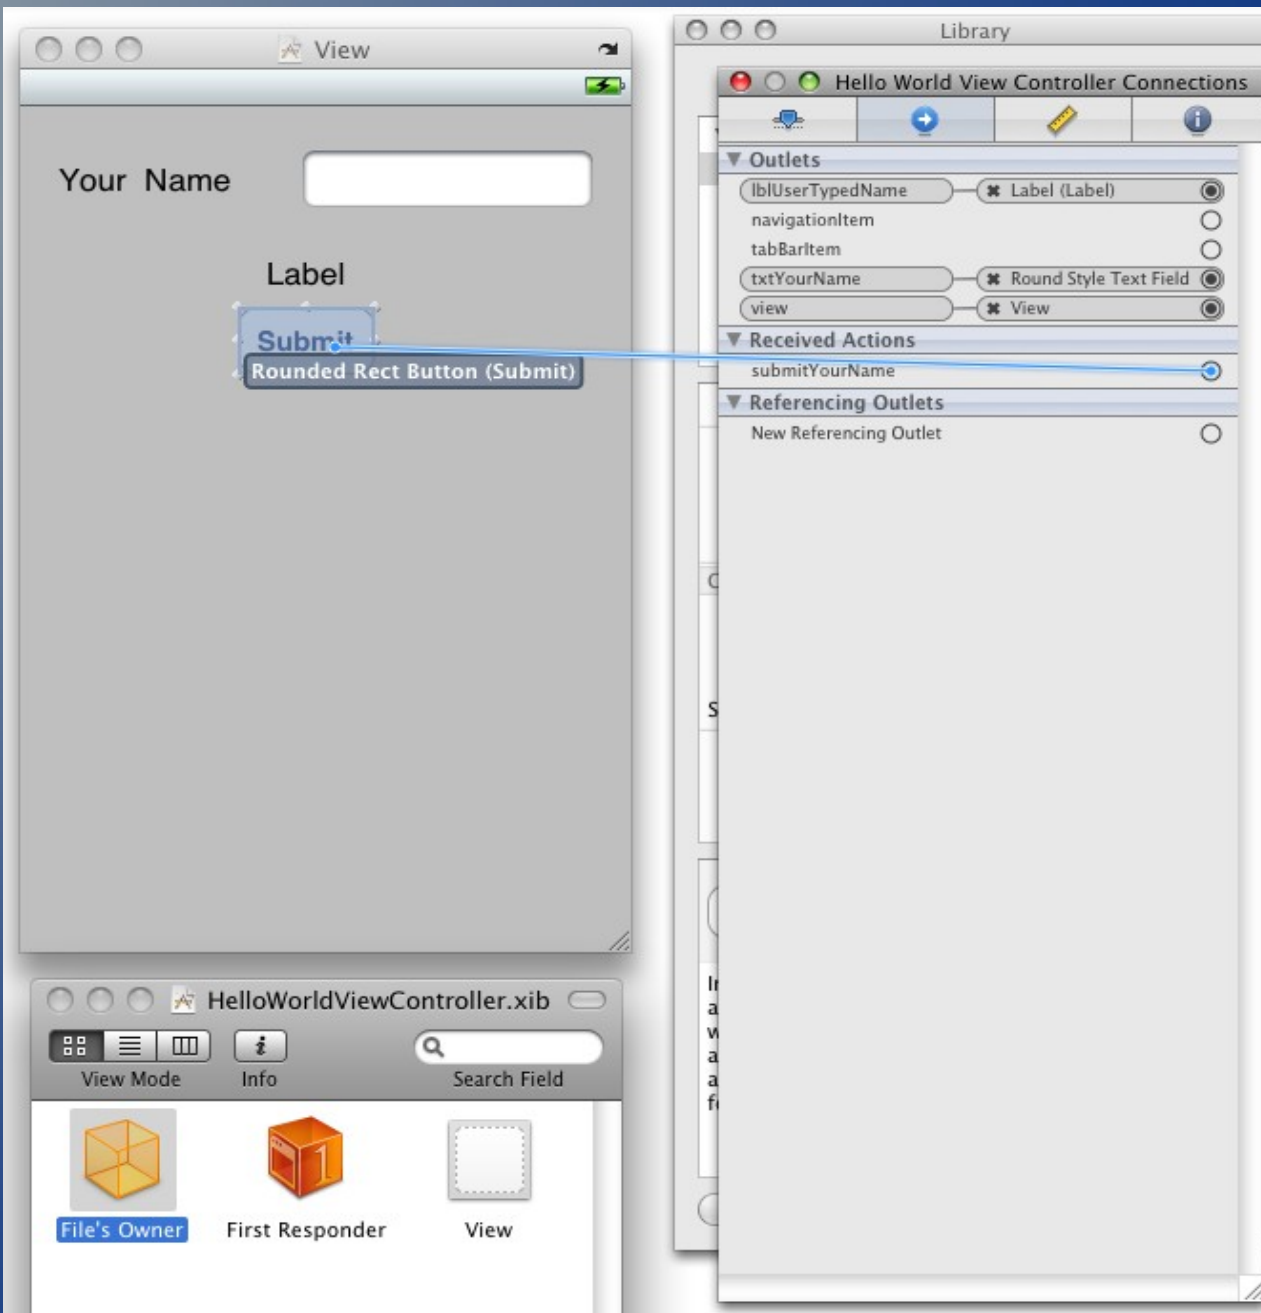 View
Your Name
Label
Submit
Rounded Rect Button (Submit)
Library
Hello World View Controller Connections
Outlets
lblUserTypedName
Label (Label)
navigationItem
tabBarItem
txtYourName
Round Style Text Field
view
View
Received Actions
submitYourName
Referencing Outlets
New Referencing Outlet
HelloWorldViewController.xib
View Mode
Info
Search Field
File's Owner
First Responder
View